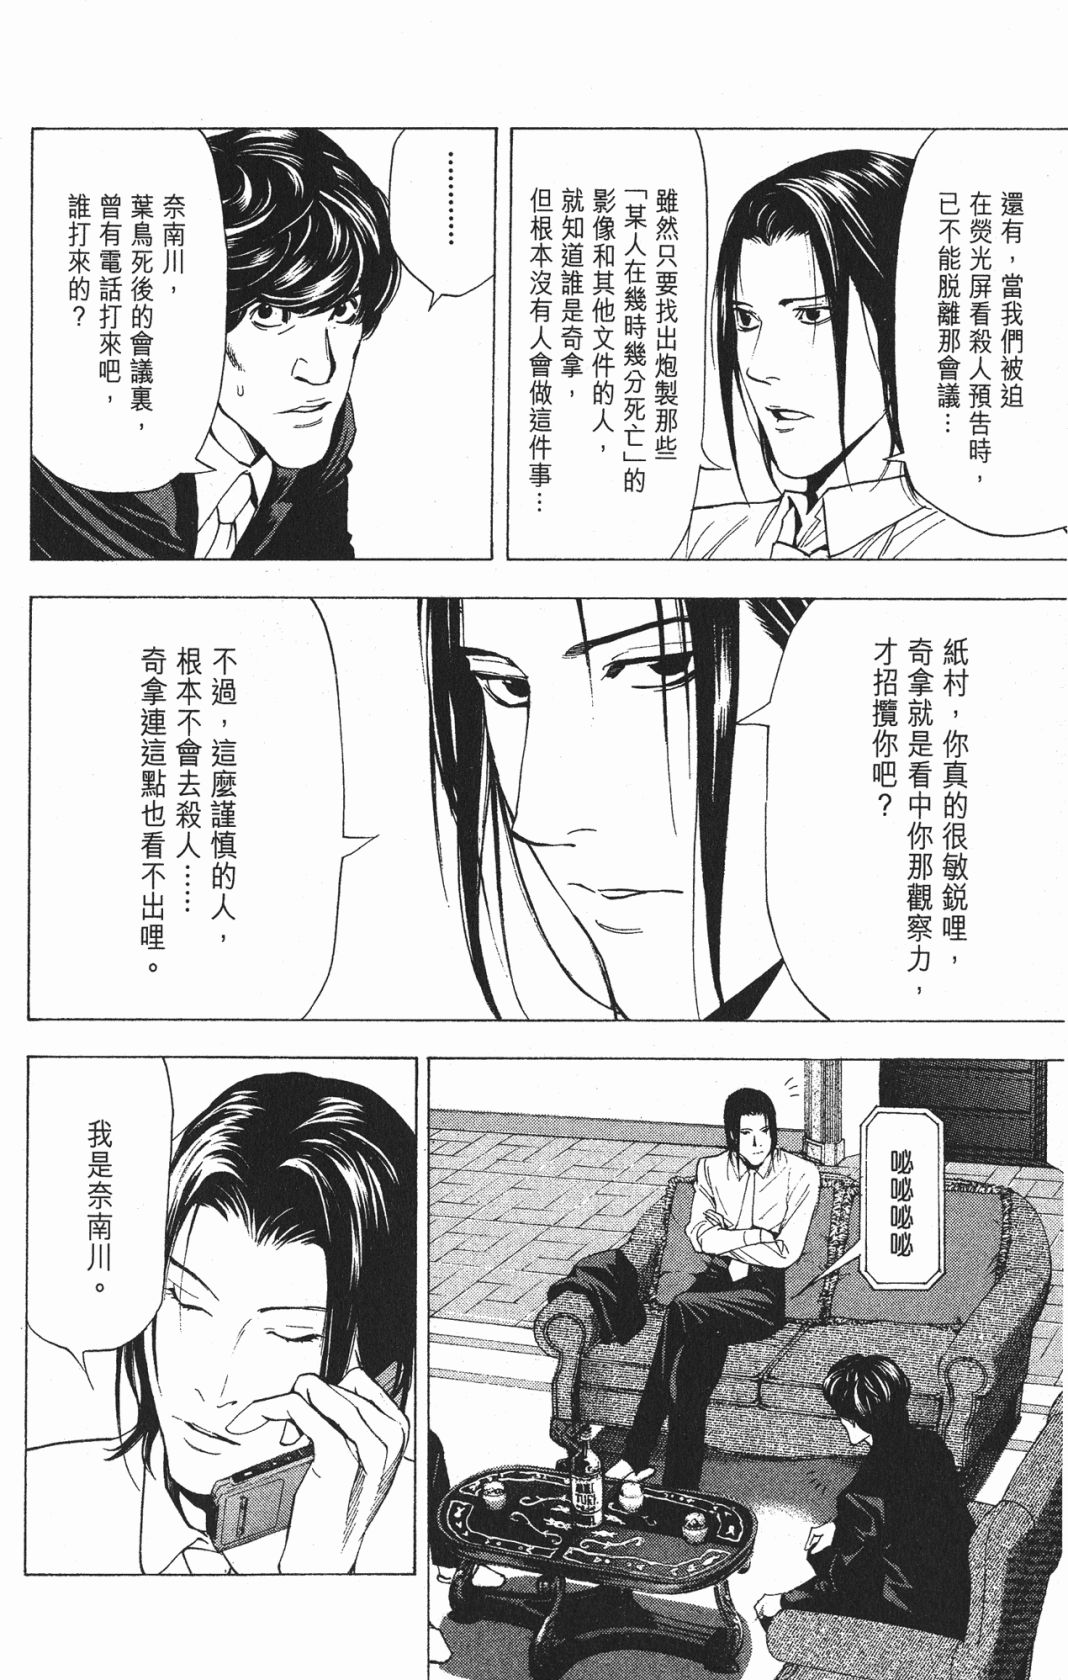 還有，當我們被迫
在熒光屏看殺人預告時，
已不能脫離那會議…
雖然只要找出炮製那些
「某人在幾時幾分死亡」的
影像和其他文件的人，
就知道誰是奇拿，
但根本沒有人會做這件事…
…………
奈南川，
葉鳥死後的會議裏
曾有電話打來吧，
誰打來的？
紙村，你真的很敏鋭哩，
奇拿就是看中你那觀察力，
才招攬你吧？
不過，這麼謹慎的人，
根本不會去殺人……
奇拿連這點也看不出哩。
咇咇咇咇
我是奈南川。